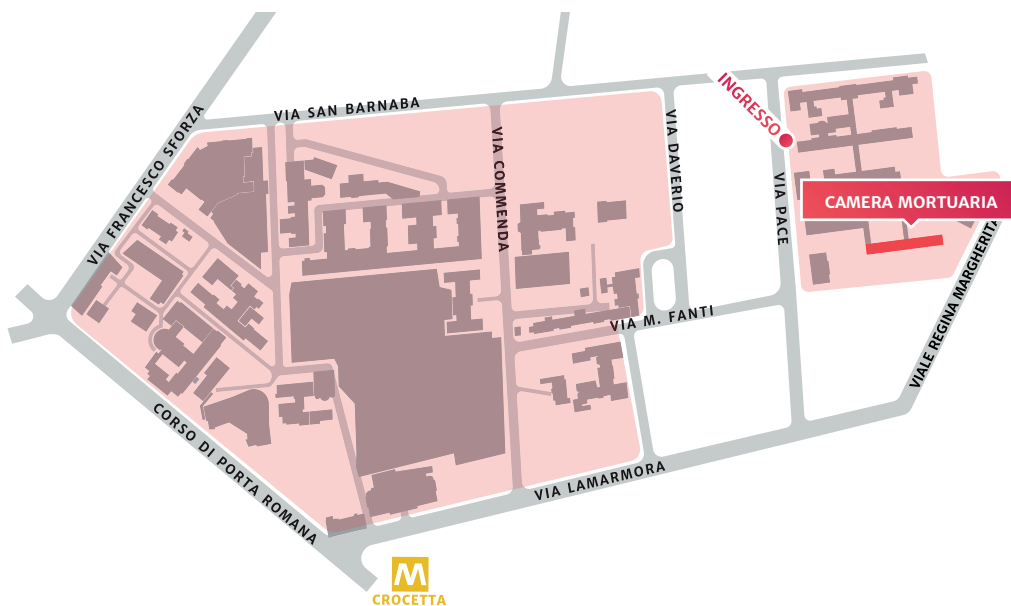 VIA SAN BARNABA
VIA FRANCESCO SFORZA
VIA COMMENDA
VIA DAVERIO
INGRESSO
VIA PACE
CAMERA MORTUARIA
VIALE REGINA MARGHERITA
VIA M. FANTI
CORSO DI PORTA ROMANA
VIA LAMARMORA
M
CROCETTA